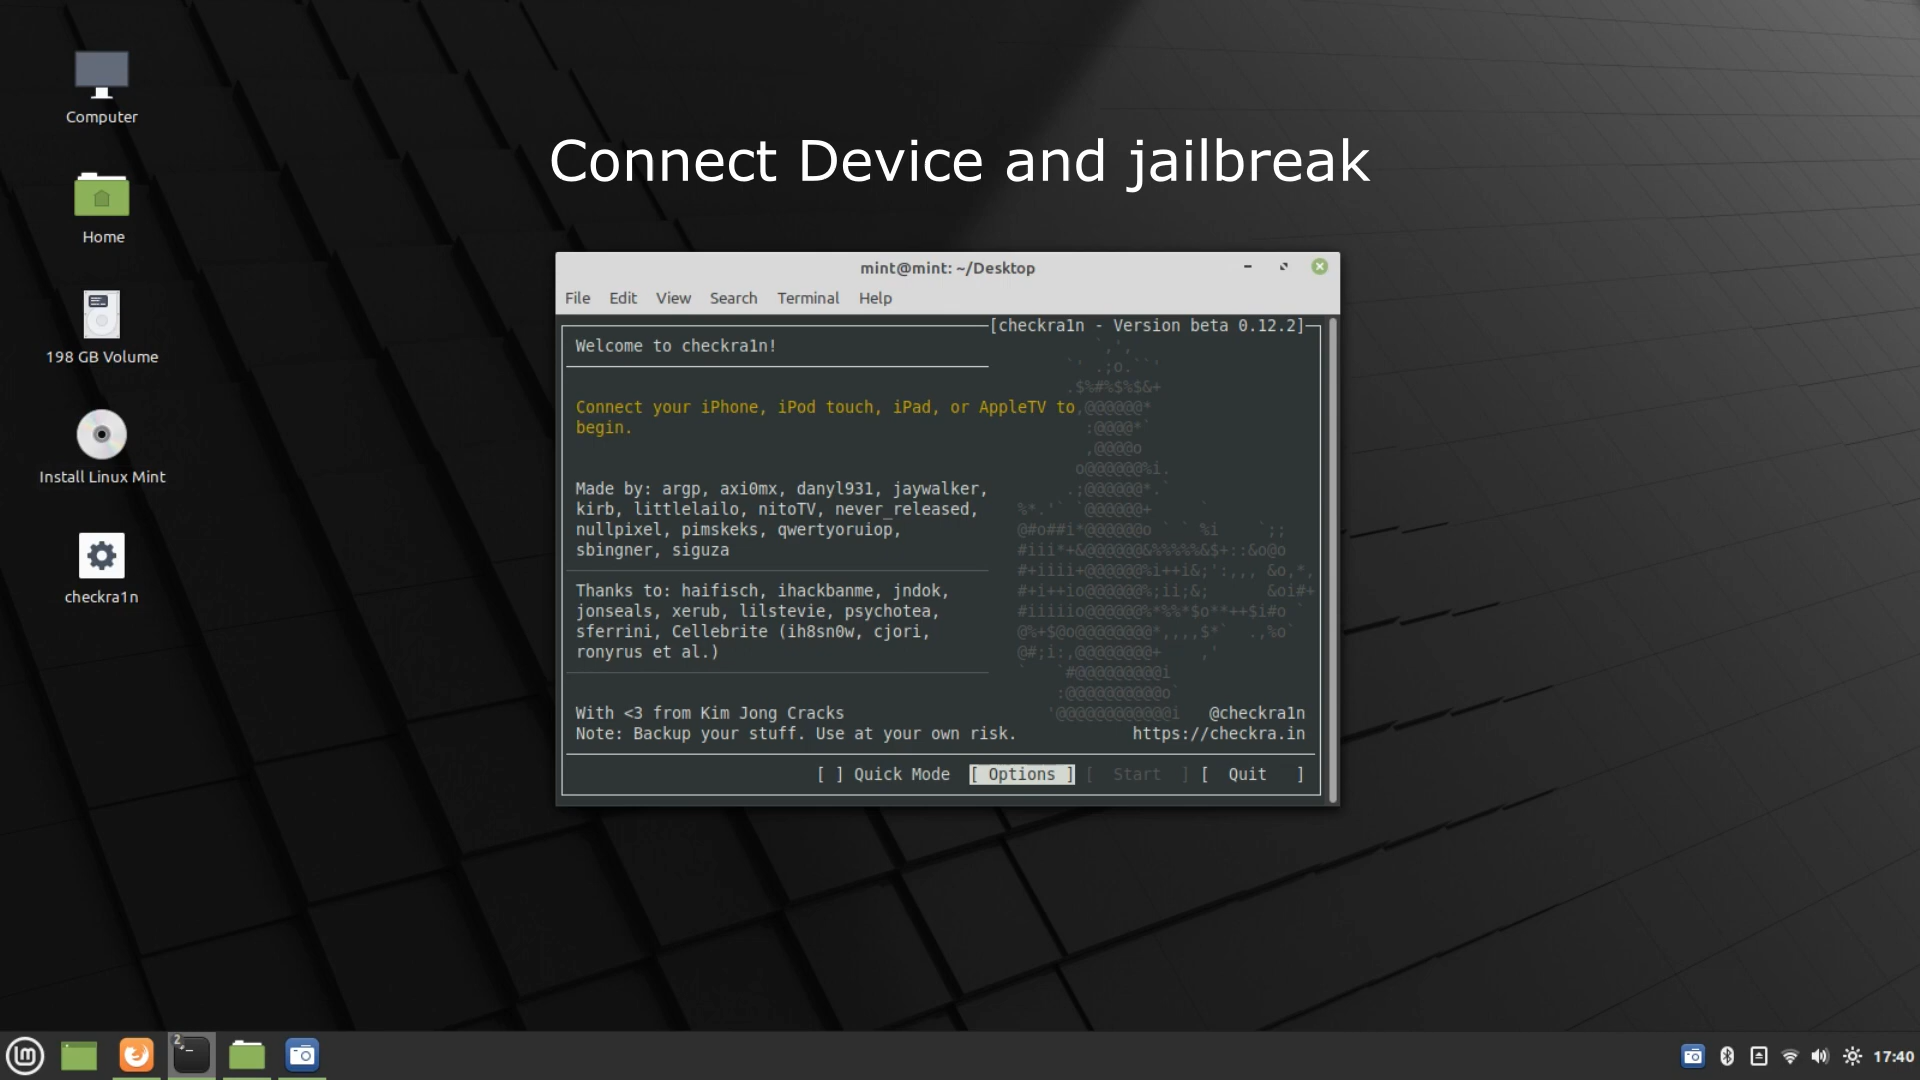 Connect Device and jailbreak
Computer
Home
198 GB Volume
Install Linux Mint
checkra1n
mint@mint: ~/Desktop
File Edit View Search Terminal Help
[checkra1n - Version beta 0.12.2]
Welcome to checkra1n!
Connect your iPhone, iPod touch, iPad, or AppleTV to
begin.
Made by: argp, axi0mx, danyl931, jaywalker,
kirb, littlelailo, nitoTV, never_released,
nullpixel, pimskeks, qwertyoruiop,
sbingner, siguza
Thanks to: haifisch, ihackbanme, jndok,
jonseals, xerub, lilstevie, psychotea,
sferrini, Cellebrite (ih8sn0w, cjori,
ronyrus et al.)
With <3 from Kim Jong Cracks @checkra1n
Note: Backup your stuff. Use at your own risk. https://checkra.in
[ ] Quick Mode [ Options ] [ Start ] [ Quit ]
2
17:40